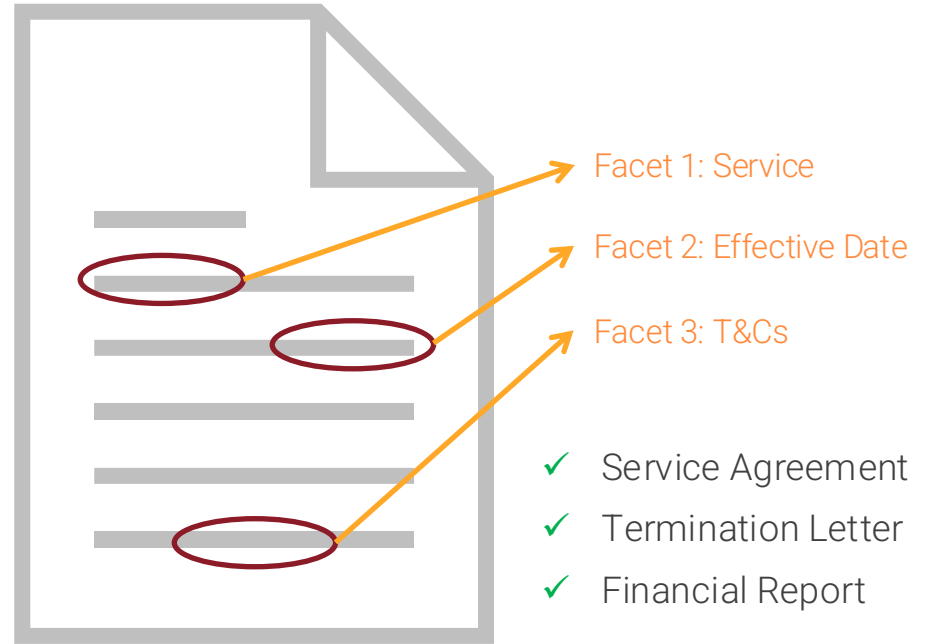 Facet 1: Service
Facet 2: Effective Date
Facet 3: T&Cs
✓ Service Agreement
✓ Termination Letter
✓ Financial Report